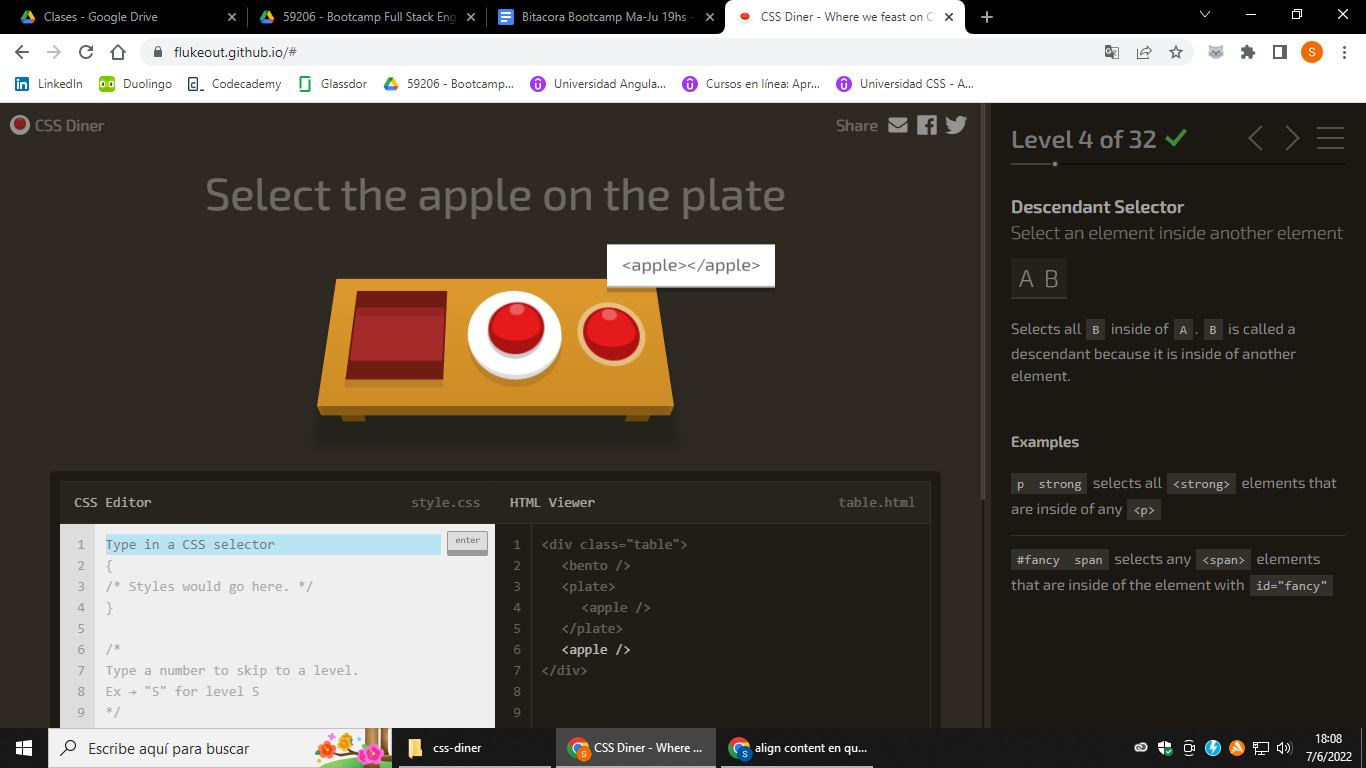 Clases - Google Drive
59206 - Bootcamp Full Stack Eng
Bitacora Bootcamp Ma-Ju 19hs -
CSS Diner - Where we feast on C
flukeout.github.io/#
S
LinkedIn
Duolingo
Codecademy
Glassdor
59206 - Bootcamp...
Universidad Angula...
Cursos en línea: Apr...
Universidad CSS - A...
CSS Diner
Share
Select the apple on the plate
<apple></apple>
CSS Editor
style.css
HTML Viewer
table.html
1 Type in a CSS selector
enter
2 {
3 /* Styles would go here. */
4 }
5
6 /*
7 Type a number to skip to a level.
8 Ex → "5" for level 5
9 */
1 <div class="table">
2 <bento />
3 <plate>
4 <apple />
5 </plate>
6 <apple />
7 </div>
8
9
Level 4 of 32
Descendant Selector
Select an element inside another element
A B
Selects all B inside of A . B is called a
descendant because it is inside of another
element.
Examples
p strong selects all <strong> elements that
are inside of any <p>
#fancy span selects any <span> elements
that are inside of the element with id="fancy"
Escribe aquí para buscar
css-diner
CSS Diner - Where ...
align content en qu...
18:08
7/6/2022